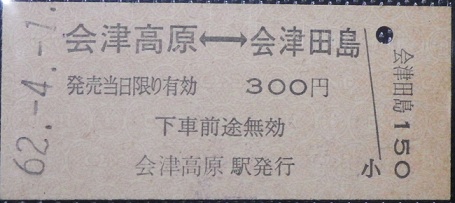 62.-4.-1.
会津高原↔会津田島
発売当日限り有効 300円
下車前途無効
会津高原駅発行
小
会津田島150